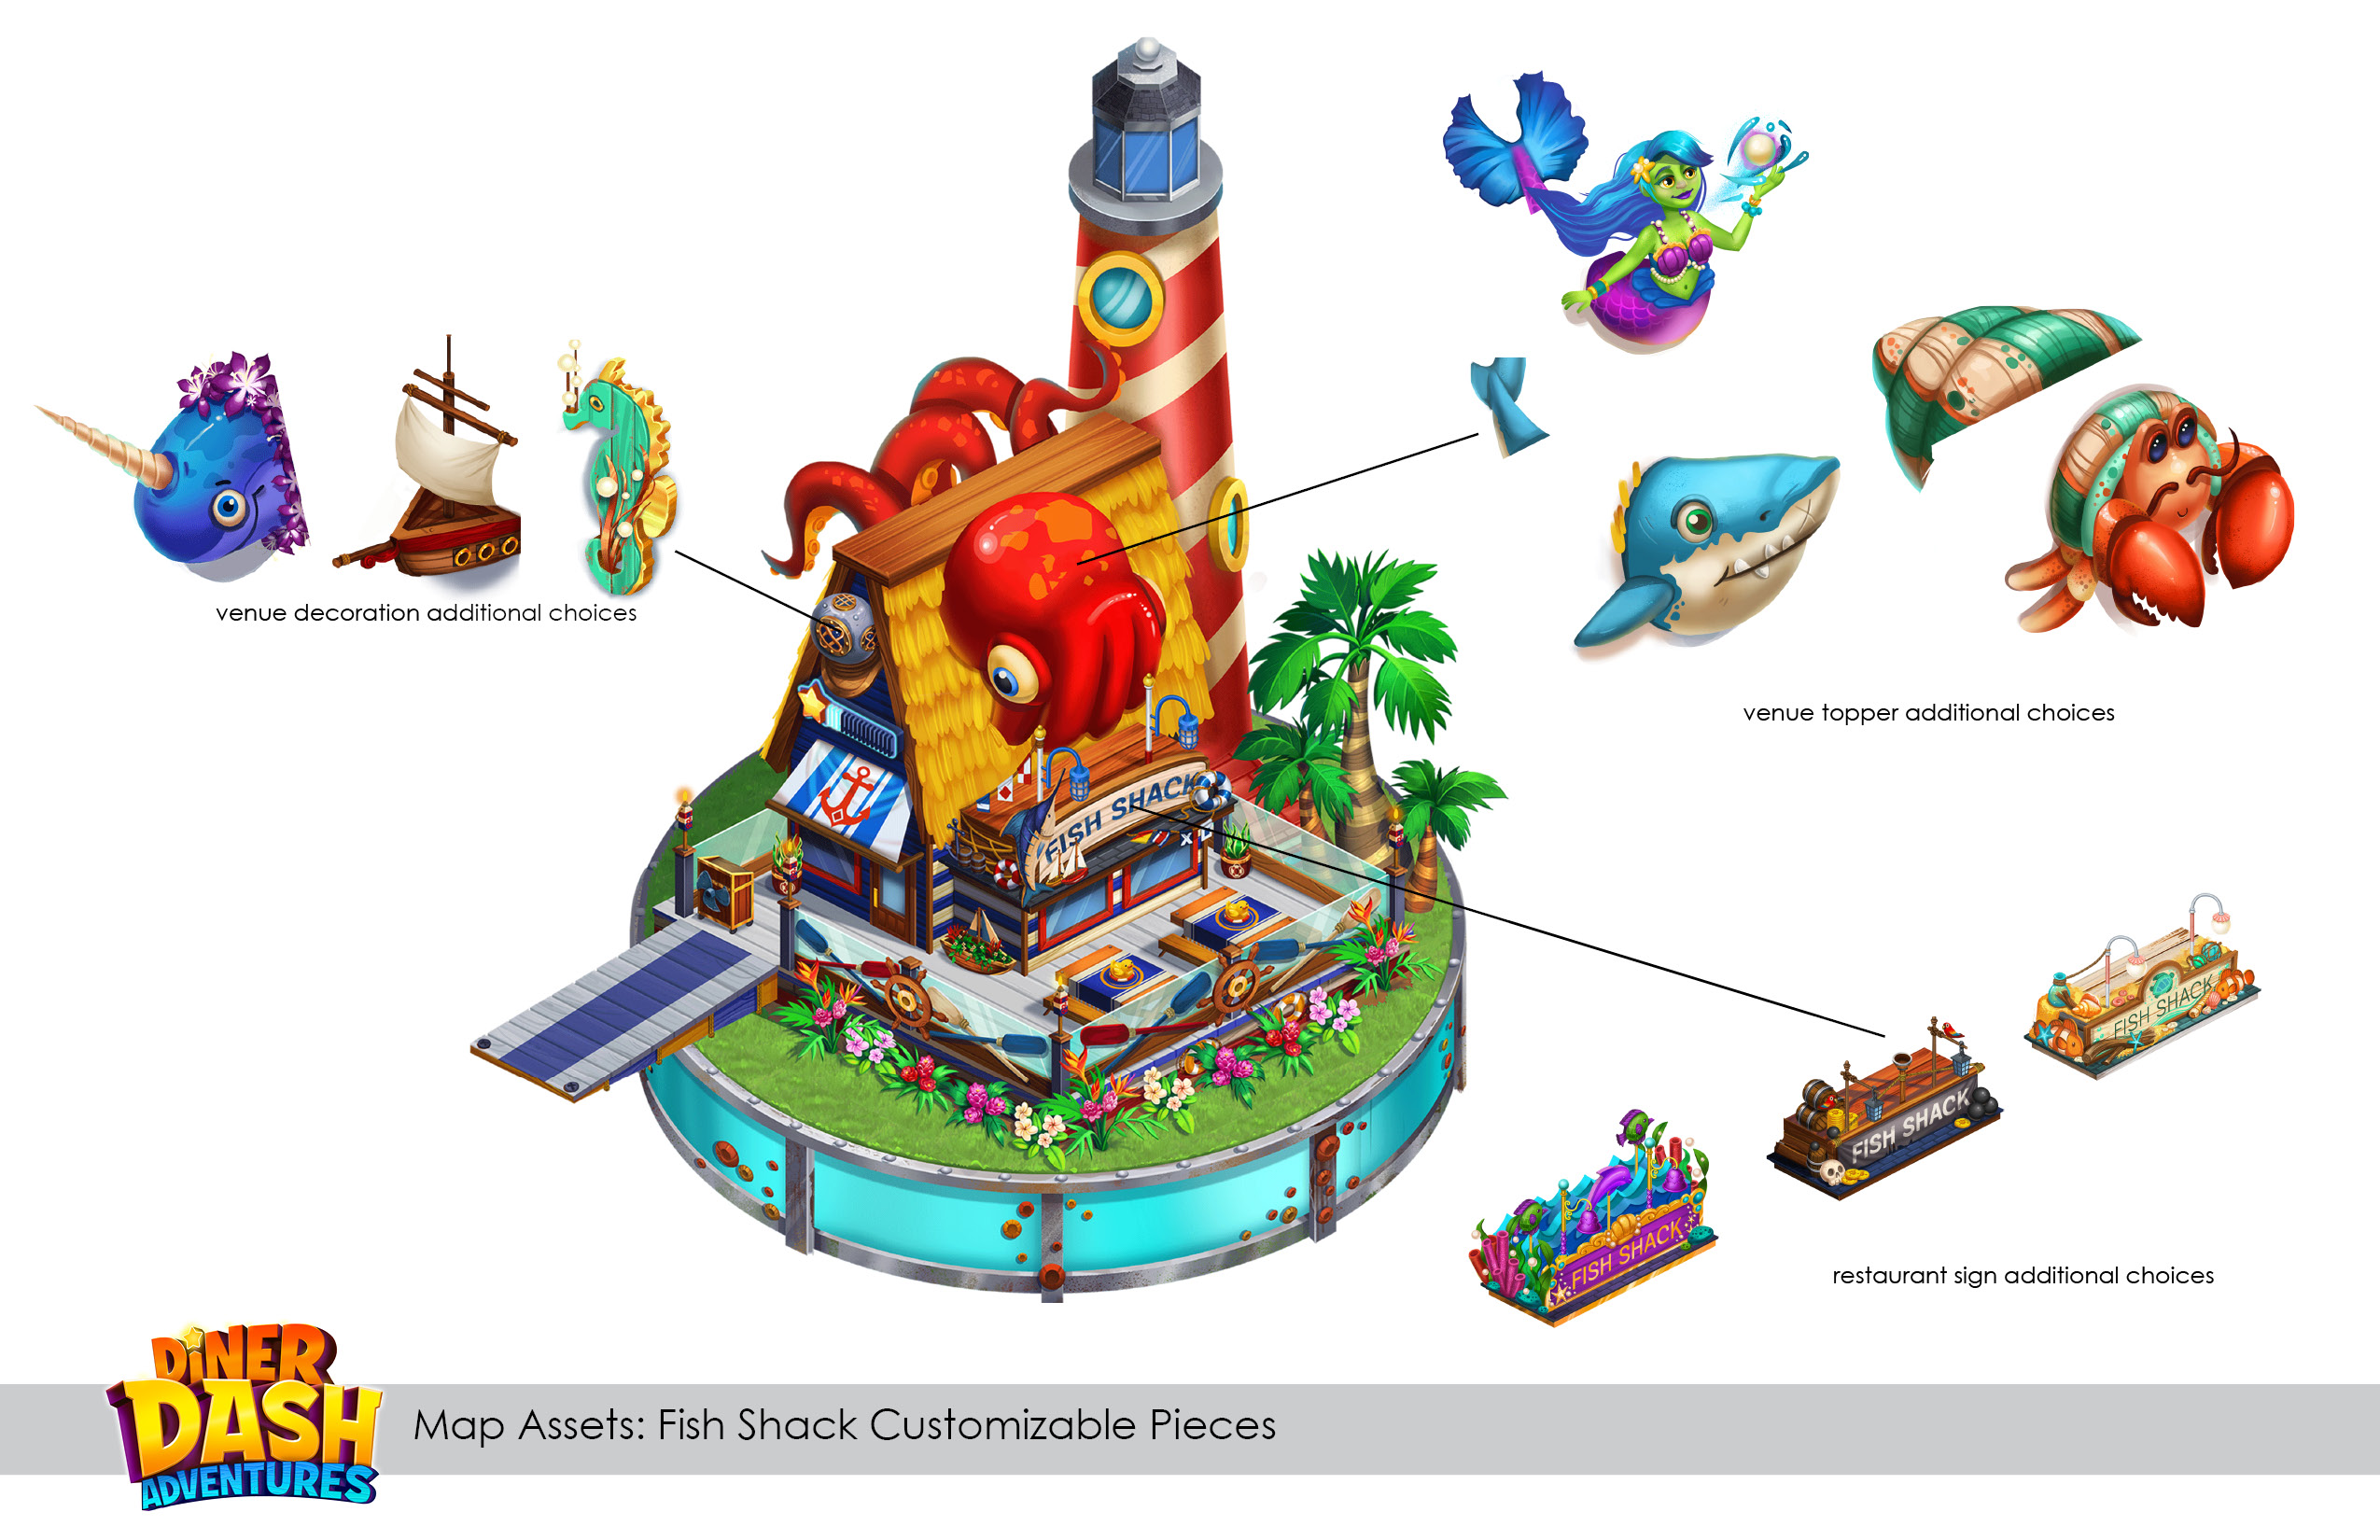 venue decoration additional choices
venue topper additional choices
FISH SHACK
FISH SHACK
FISH SHACK
FISH SHACK
restaurant sign additional choices
DINER
DASH
ADVENTURES
Map Assets: Fish Shack Customizable Pieces